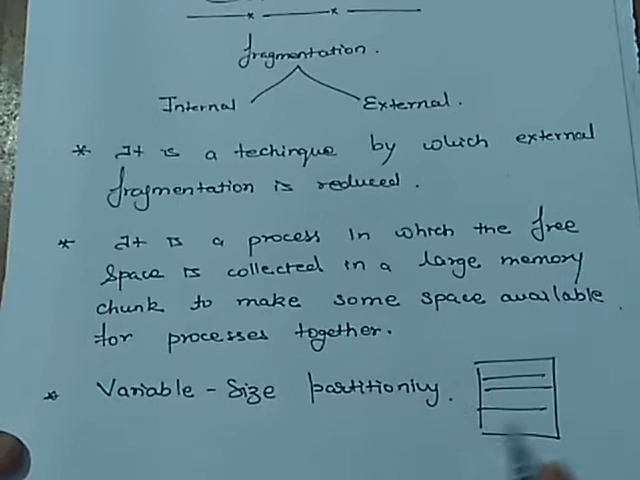 fragmentation.
Internal External.
* It is a techinque by which external
fragmentation is reduced.
* It is a process in which the free
space is collected in a large memory
chunk to make some space available
for processes together.
* Variable-Size partitioning.